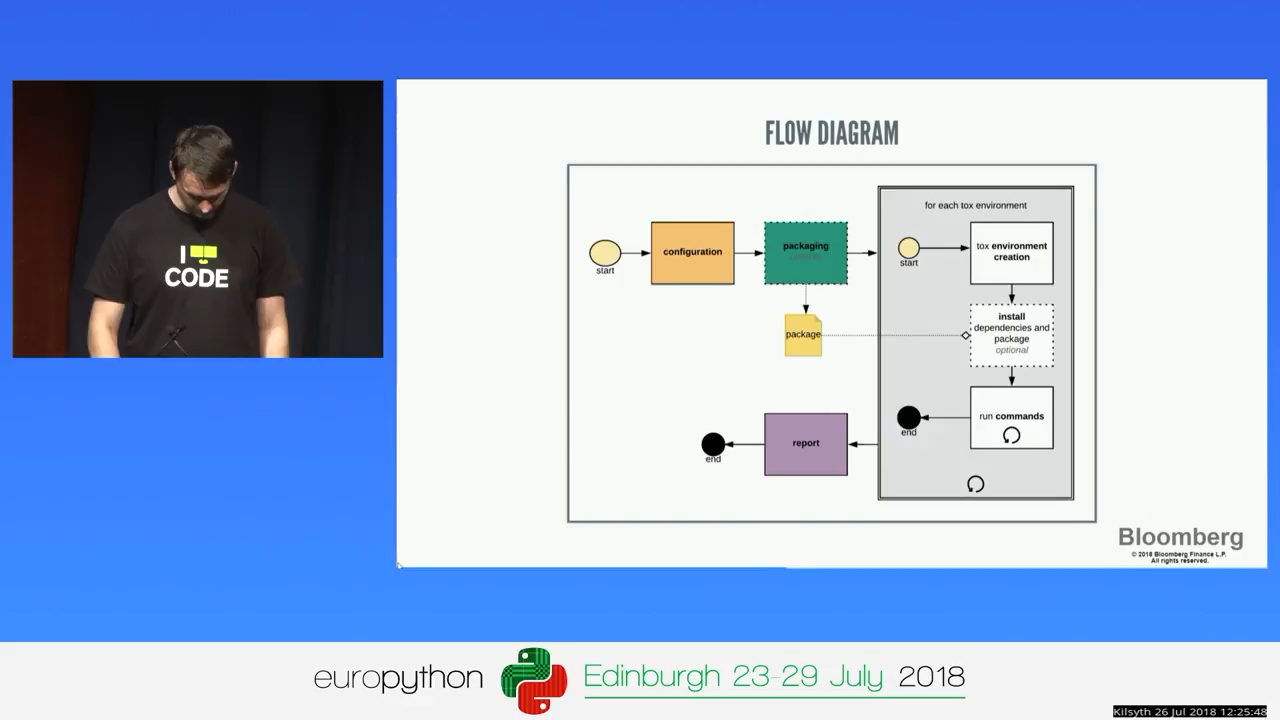 I
CODE
FLOW DIAGRAM
start
configuration
packaging
optional
package
for each tox environment
start
tox environment
creation
install
dependencies and
package
optional
run commands
end
report
end
Bloomberg
© 2018 Bloomberg Finance L.P.
All rights reserved.
europython
Edinburgh 23-29 July 2018
Kilsyth 26 Jul 2018 12:25:48